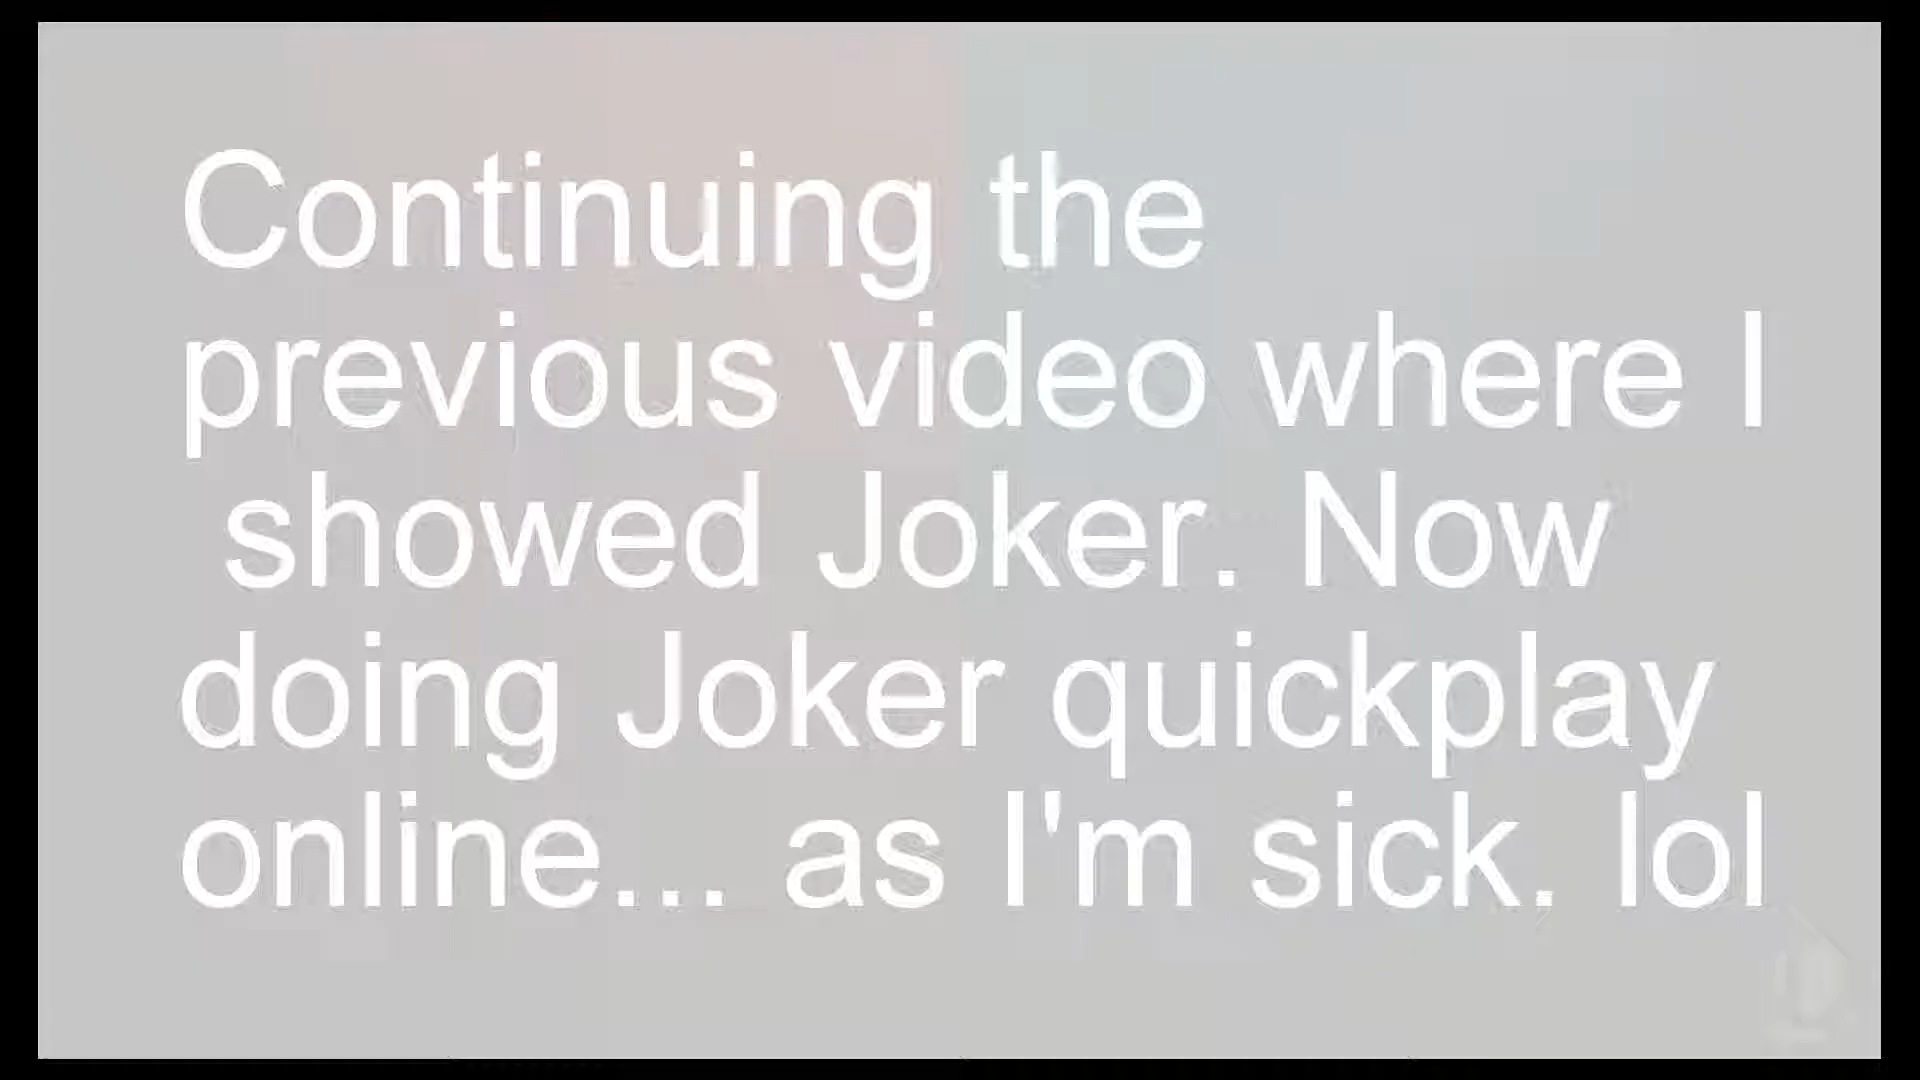 Continuing the
previous video where I
showed Joker. Now
doing Joker quickplay
online... as I'm sick. lol